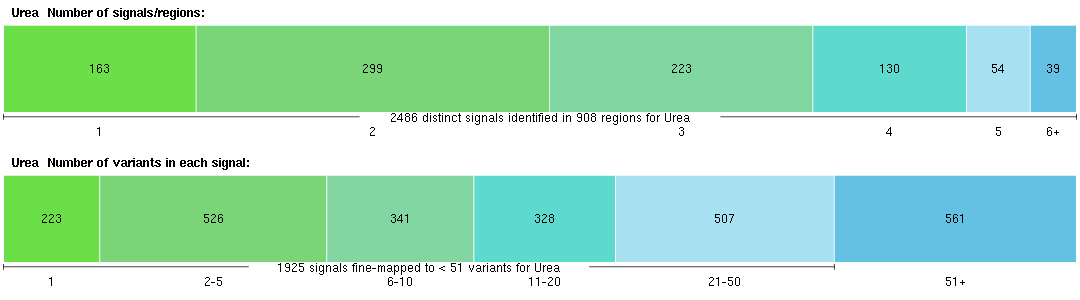 Urea Number of signals/regions:
163 299 223 130 54 39
2486 distinct signals identified in 908 regions for Urea
1 2 3 4 5 6+
Urea Number of variants in each signal:
223 526 341 328 507 561
1925 signals fine-mapped to < 51 variants for Urea
1 2-5 6-10 11-20 21-50 51+